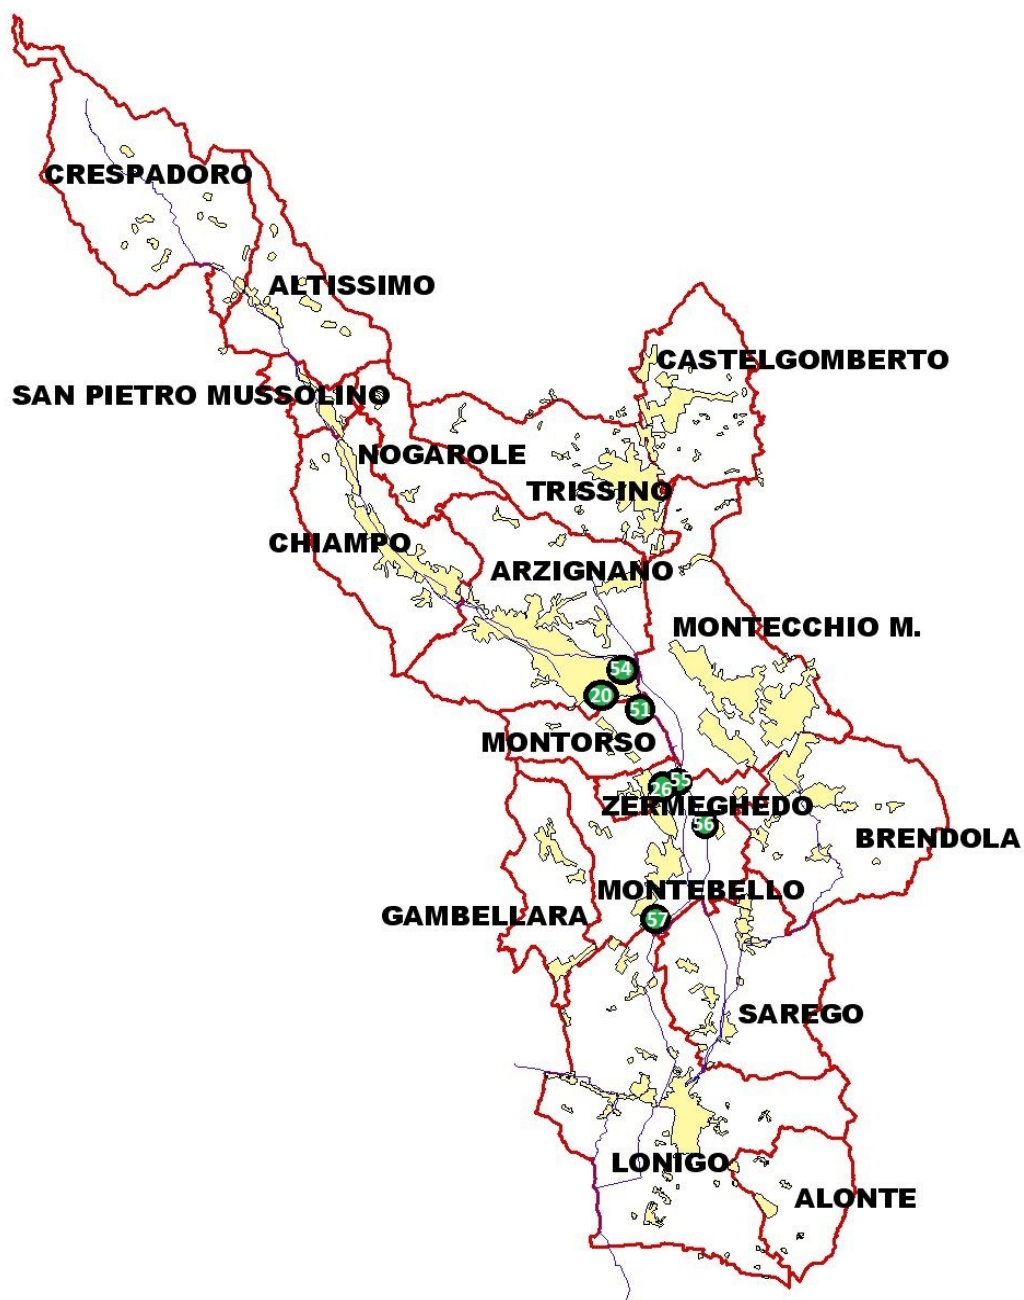 CRESPADORO
ALTISSIMO
CASTELGOMBERTO
SAN PIETRO MUSSOLINO
NOGAROLE
TRISSINO
CHIAMPO
ARZIGNANO
MONTECCHIO M.
54
20
51
MONTORSO
55
26
ZERMEGHEDO
56
BRENDOLA
MONTEBELLO
GAMBELLARA
57
SAREGO
LONIGO
ALONTE